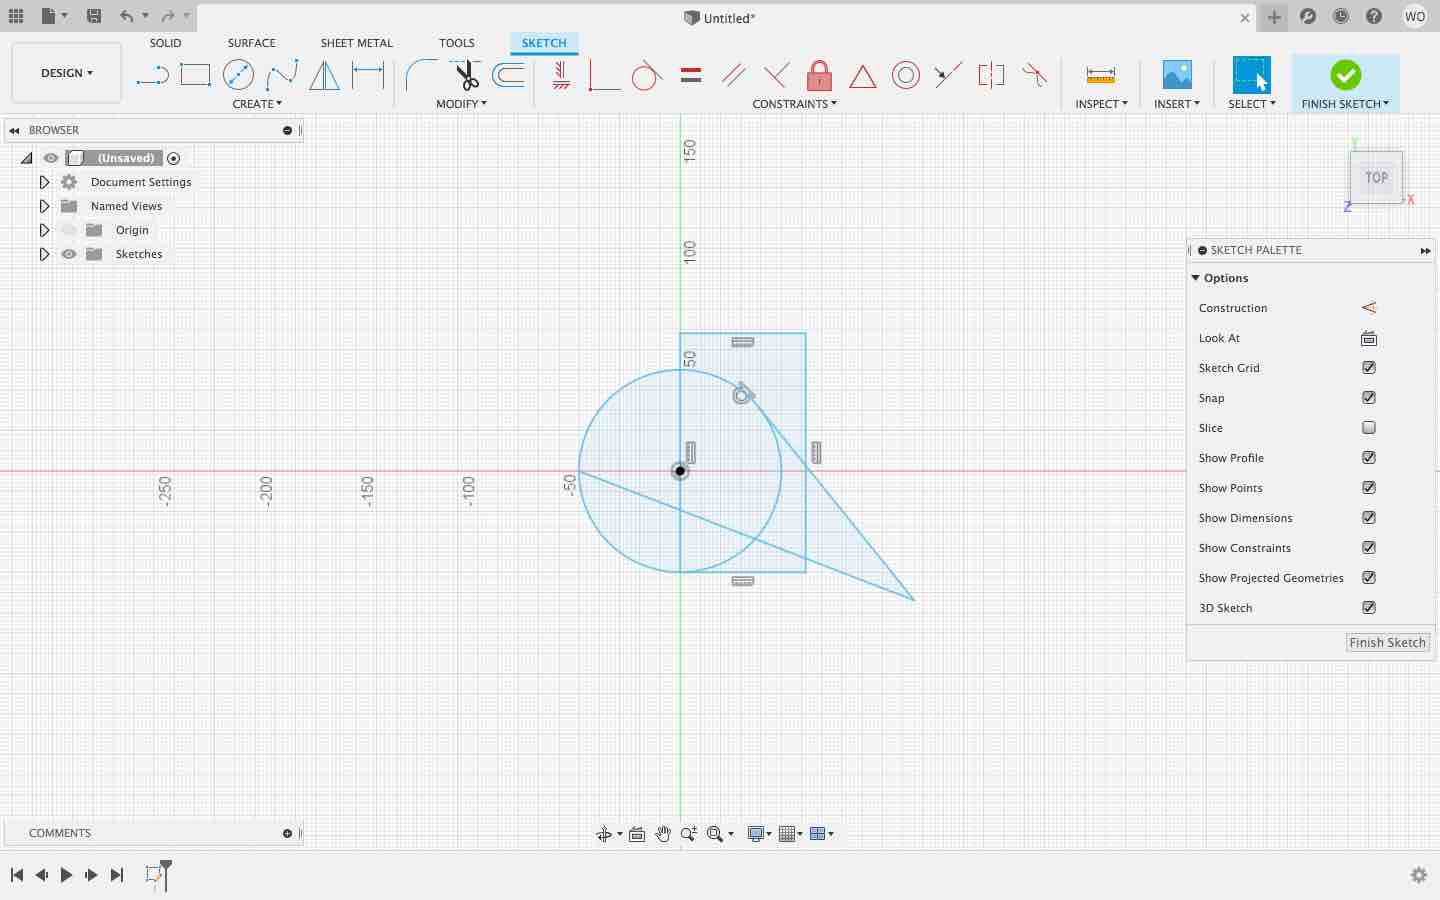 Untitled*
WO
DESIGN
SOLID
SURFACE
SHEET METAL
TOOLS
SKETCH
CREATE
MODIFY
CONSTRAINTS
INSPECT
INSERT
SELECT
FINISH SKETCH
BROWSER
(Unsaved)
Document Settings
Named Views
Origin
Sketches
150
100
50
-250
-200
-150
-100
-50
Y
TOP
X
Z
SKETCH PALETTE
Options
Construction
Look At
Sketch Grid
Snap
Slice
Show Profile
Show Points
Show Dimensions
Show Constraints
Show Projected Geometries
3D Sketch
Finish Sketch
COMMENTS